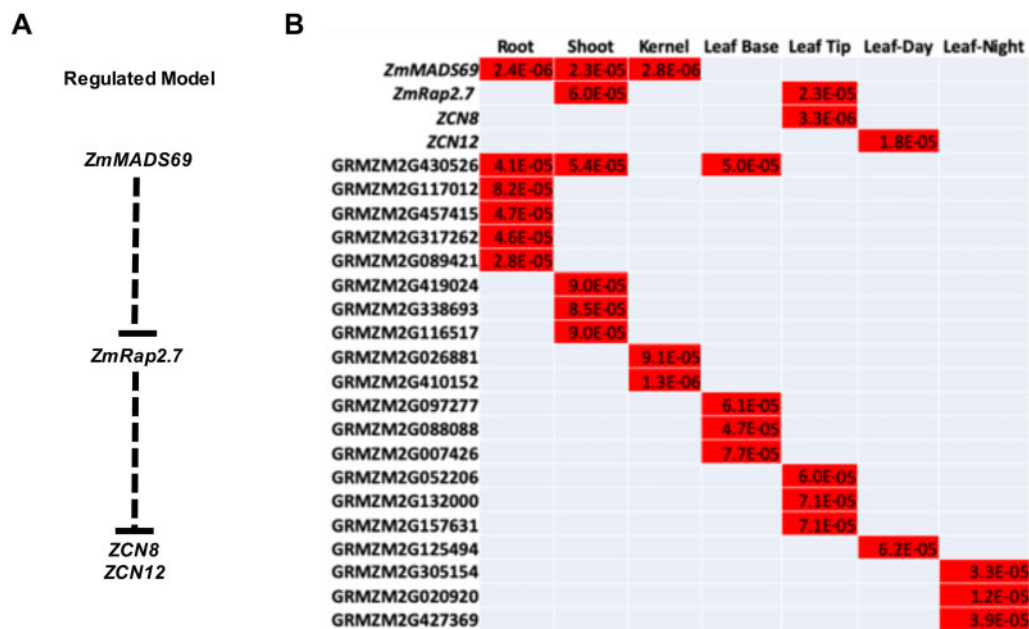 A
Regulated Model
ZmMADS69
ZmRap2.7
ZCN8
ZCN12
B
Root Shoot Kernel Leaf Base Leaf Tip Leaf-Day Leaf-Night
ZmMADS69 2.4E-06 2.3E-05 2.8E-06
ZmRap2.7 6.0E-05 2.3E-05
ZCN8 3.3E-06
ZCN12 1.8E-05
GRMZM2G430526 4.1E-05 5.4E-05 5.0E-05
GRMZM2G117012 8.2E-05
GRMZM2G457415 4.7E-05
GRMZM2G317262 4.6E-05
GRMZM2G089421 2.8E-05
GRMZM2G419024 9.0E-05
GRMZM2G338693 8.5E-05
GRMZM2G116517 9.0E-05
GRMZM2G026881 9.1E-05
GRMZM2G410152 1.3E-06
GRMZM2G097277 6.1E-05
GRMZM2G088088 4.7E-05
GRMZM2G007426 7.7E-05
GRMZM2G052206 6.0E-05
GRMZM2G132000 7.1E-05
GRMZM2G157631 7.1E-05
GRMZM2G125494 6.2E-05
GRMZM2G305154 3.3E-05
GRMZM2G020920 1.2E-05
GRMZM2G427369 3.9E-05